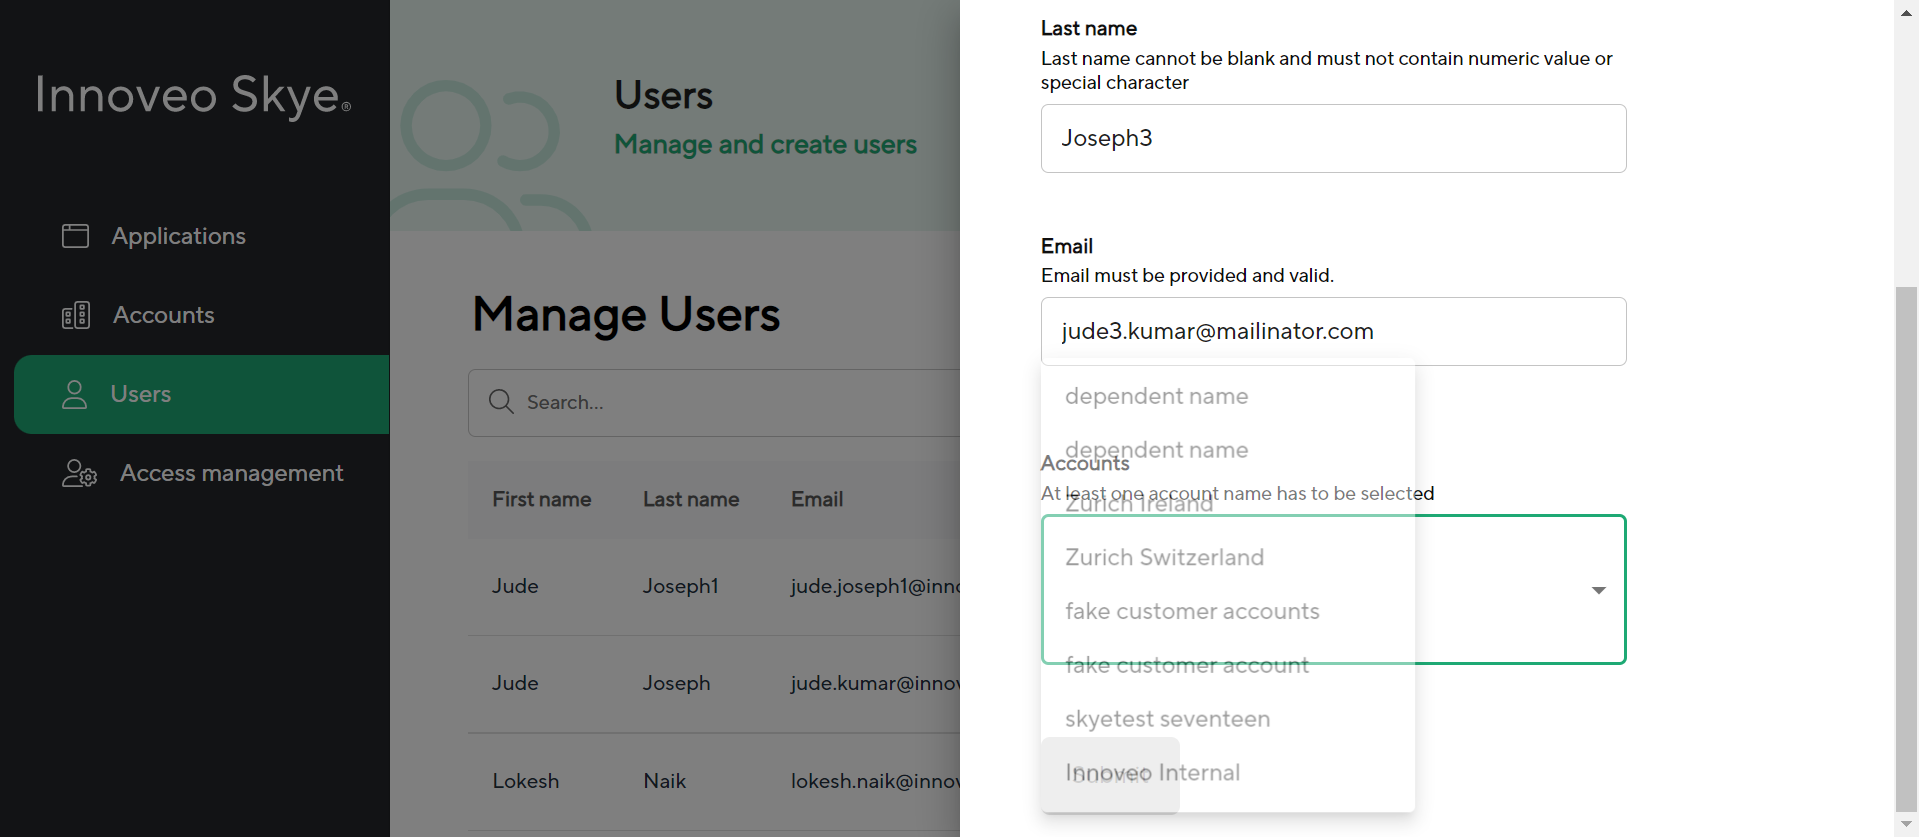 Innoveo Skye®
Applications
Accounts
Users
Access management
Users
Manage and create users
Manage Users
Search...
First name Last name Email
Jude Joseph1 jude.joseph1@inno
Jude Joseph jude.kumar@innov
Lokesh Naik lokesh.naik@innov
Last name
Last name cannot be blank and must not contain numeric value or
special character
Joseph3
Email
Email must be provided and valid.
jude3.kumar@mailinator.com
Accounts
At least one account name has to be selected
dependent name
dependent name
Zurich Ireland
Zurich Switzerland
fake customer accounts
fake customer account
skyetest seventeen
Innoveo Internal
Submit